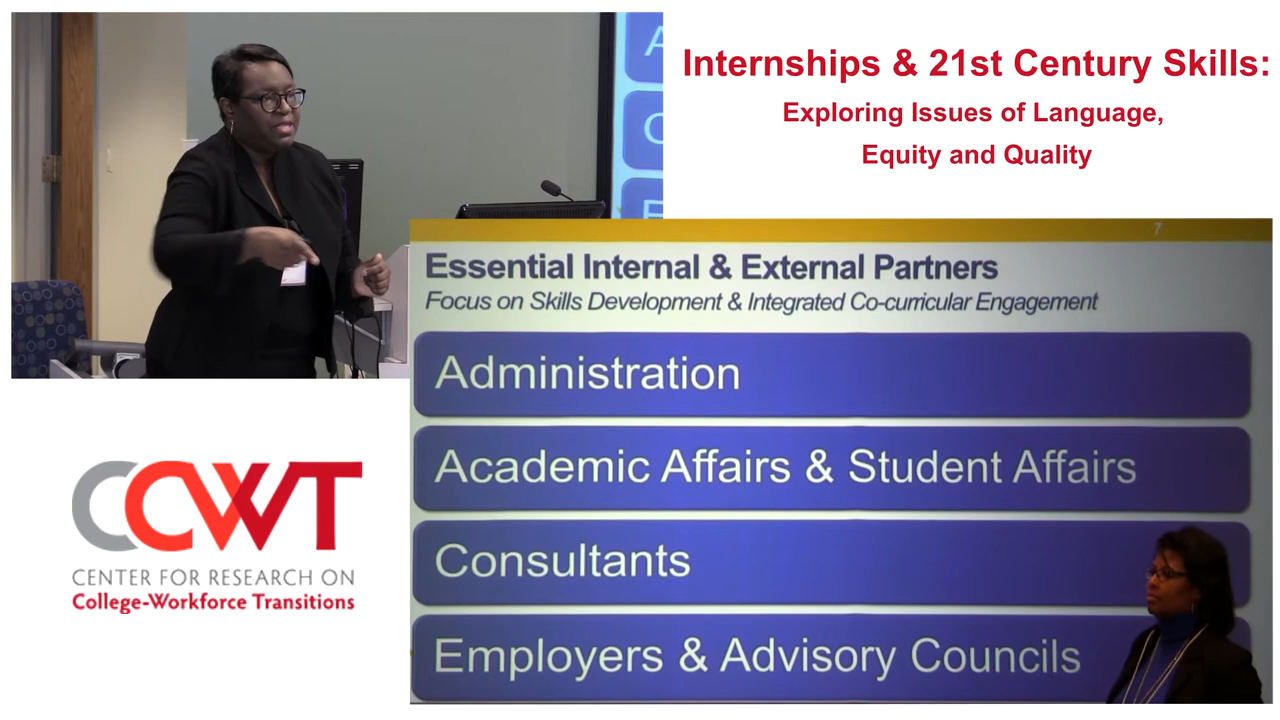 Internships & 21st Century Skills:
Exploring Issues of Language,
Equity and Quality
7
Essential Internal & External Partners
Focus on Skills Development & Integrated Co-curricular Engagement
Administration
Academic Affairs & Student Affairs
Consultants
Employers & Advisory Councils
CCWT
CENTER FOR RESEARCH ON
College-Workforce Transitions
A
C
E